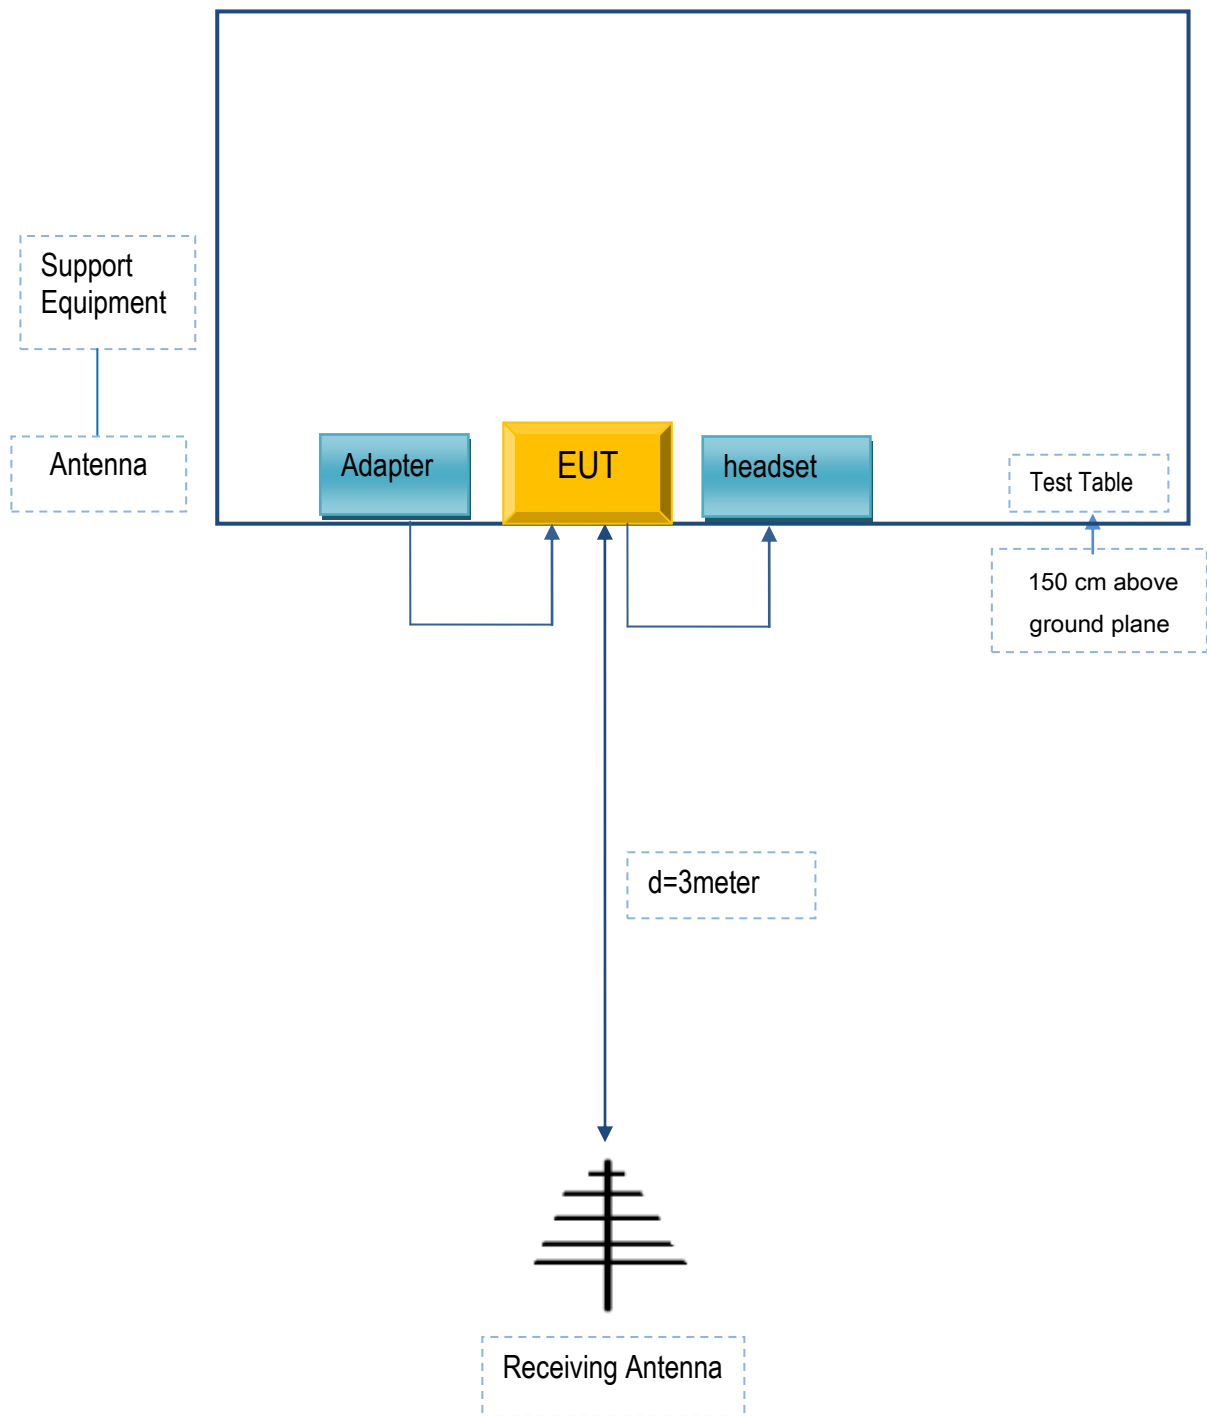 Support
Equipment
Antenna
Adapter
EUT
headset
Test Table
150 cm above
ground plane
d=3meter
Receiving Antenna